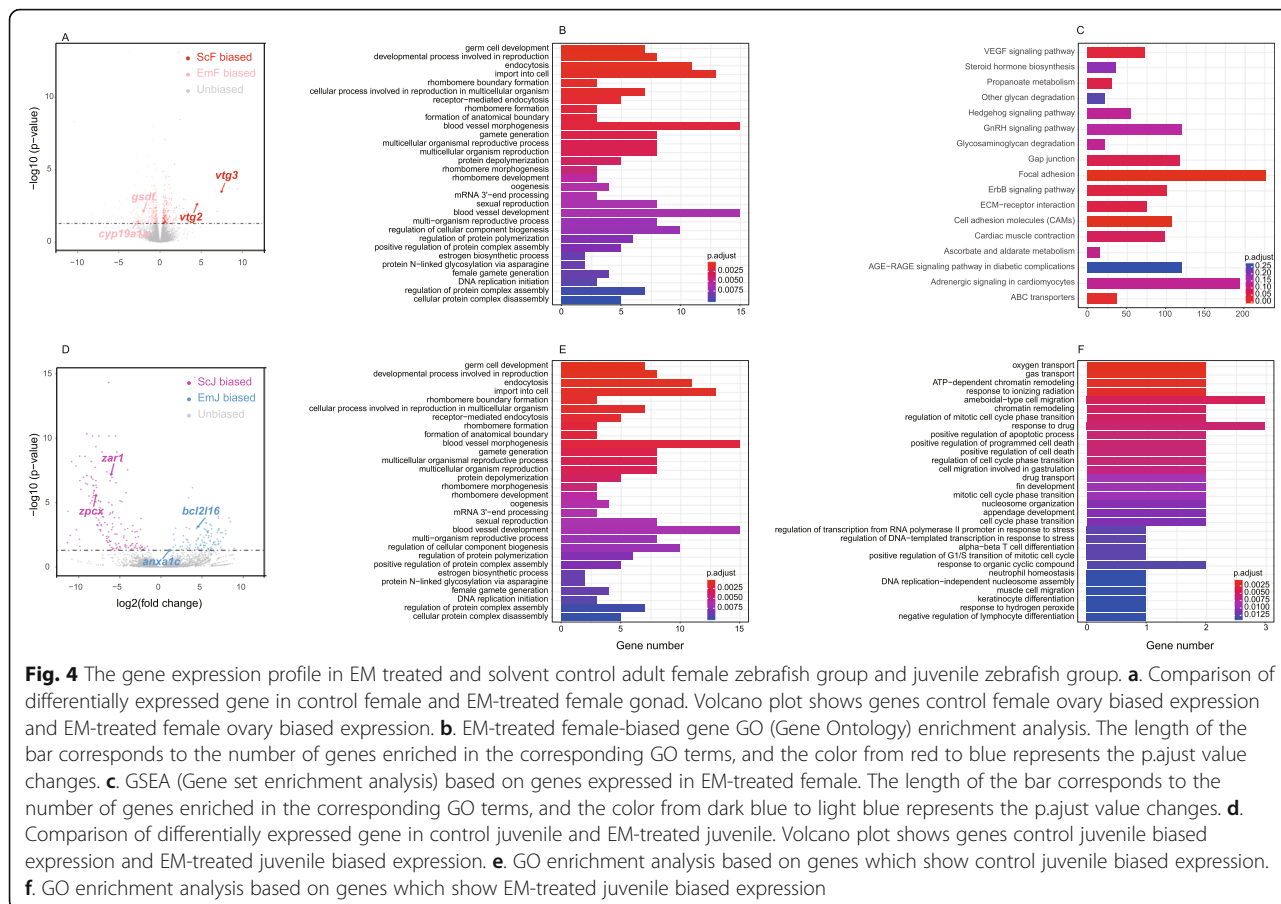 A
ScF biased
EmF biased
Unbiased
vtg3
gsdf
vtg2
−log10 (p-value)
10
5
0
−10 −5 0 5 10
B
germ cell development
developmental process involved in reproduction
endocytosis
import into cell
rhombomere boundary formation
cellular process involved in reproduction in multicellular organism
receptor-mediated endocytosis
rhombomere formation
formation of anatomical boundary
blood vessel morphogenesis
gamete generation
multicellular organismal reproductive process
multicellular organism reproduction
protein depolymerization
rhombomere morphogenesis
rhombomere development
oogenesis
mRNA 3'−end processing
sexual reproduction
blood vessel development
multi−organism reproductive process
regulation of cellular component biogenesis
regulation of protein polymerization
positive regulation of protein complex assembly
estrogen biosynthetic process
protein N−linked glycosylation via asparagine
female gamete generation
DNA replication initiation
regulation of protein complex assembly
cellular protein complex disassembly
p.adjust
0.0025
0.0050
0.0075
0 5 10 15
C
VEGF signaling pathway
Steroid hormone biosynthesis
Propanoate metabolism
Other glycan degradation
Hedgehog signaling pathway
GnRH signaling pathway
Glycosaminoglycan degradation
Gap junction
Focal adhesion
ErbB signaling pathway
ECM−receptor interaction
Cell adhesion molecules (CAMs)
Cardiac muscle contraction
Ascorbate and aldarate metabolism
AGE−RAGE signaling pathway in diabetic complications
Adrenergic signaling in cardiomyocytes
ABC transporters
p.adjust
0.25
0.20
0.15
0.10
0.05
0.00
0 50 100 150 200
D
ScJ biased
EmJ biased
Unbiased
zar1
zpcx
bcl2l16
anxa1c
−log10 (p-value)
15
10
5
0
−10 −5 0 5 10
log2(fold change)
E
germ cell development
developmental process involved in reproduction
endocytosis
import into cell
rhombomere boundary formation
cellular process involved in reproduction in multicellular organism
receptor-mediated endocytosis
rhombomere formation
formation of anatomical boundary
blood vessel morphogenesis
gamete generation
multicellular organismal reproductive process
multicellular organism reproduction
protein depolymerization
rhombomere morphogenesis
rhombomere development
oogenesis
mRNA 3'−end processing
sexual reproduction
blood vessel development
multi−organism reproductive process
regulation of cellular component biogenesis
regulation of protein polymerization
positive regulation of protein complex assembly
estrogen biosynthetic process
protein N−linked glycosylation via asparagine
female gamete generation
DNA replication initiation
regulation of protein complex assembly
cellular protein complex disassembly
p.adjust
0.0025
0.0050
0.0075
0 5 10 15
Gene number
F
oxygen transport
gas transport
ATP−dependent chromatin remodeling
response to ionizing radiation
ameboidal−type cell migration
chromatin remodeling
regulation of mitotic cell cycle phase transition
response to drug
positive regulation of apoptotic process
positive regulation of programmed cell death
positive regulation of cell death
regulation of cell cycle phase transition
cell migration involved in gastrulation
drug transport
fin development
mitotic cell cycle phase transition
nucleosome organization
appendage development
cell cycle phase transition
regulation of transcription from RNA polymerase II promoter in response to stress
regulation of DNA−templated transcription in response to stress
alpha−beta T cell differentiation
positive regulation of G1/S transition of mitotic cell cycle
response to organic cyclic compound
neutrophil homeostasis
DNA replication−independent nucleosome assembly
muscle cell migration
keratinocyte differentiation
response to hydrogen peroxide
negative regulation of lymphocyte differentiation
p.adjust
0.0025
0.0050
0.0075
0.0100
0.0125
0 1 2 3
Gene number
Fig. 4 The gene expression profile in EM treated and solvent control adult female zebrafish group and juvenile zebrafish group. a. Comparison of
differentially expressed gene in control female and EM-treated female gonad. Volcano plot shows genes control female ovary biased expression
and EM-treated female ovary biased expression. b. EM-treated female-biased gene GO (Gene Ontology) enrichment analysis. The length of the
bar corresponds to the number of genes enriched in the corresponding GO terms, and the color from red to blue represents the p.ajust value
changes. c. GSEA (Gene set enrichment analysis) based on genes expressed in EM-treated female. The length of the bar corresponds to the
number of genes enriched in the corresponding GO terms, and the color from dark blue to light blue represents the p.ajust value changes. d.
Comparison of differentially expressed gene in control juvenile and EM-treated juvenile. Volcano plot shows genes control juvenile biased
expression and EM-treated juvenile biased expression. e. GO enrichment analysis based on genes which show control juvenile biased expression.
f. GO enrichment analysis based on genes which show EM-treated juvenile biased expression